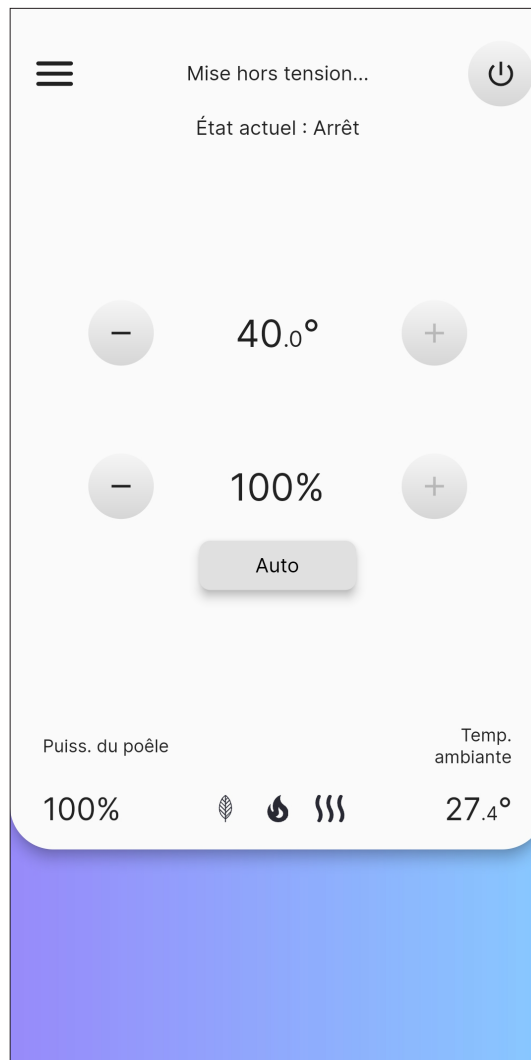 Mise hors tension...
État actuel : Arrêt
40.0°
100%
Auto
Puiss. du poêle
Temp.
ambiante
100%
27.4°